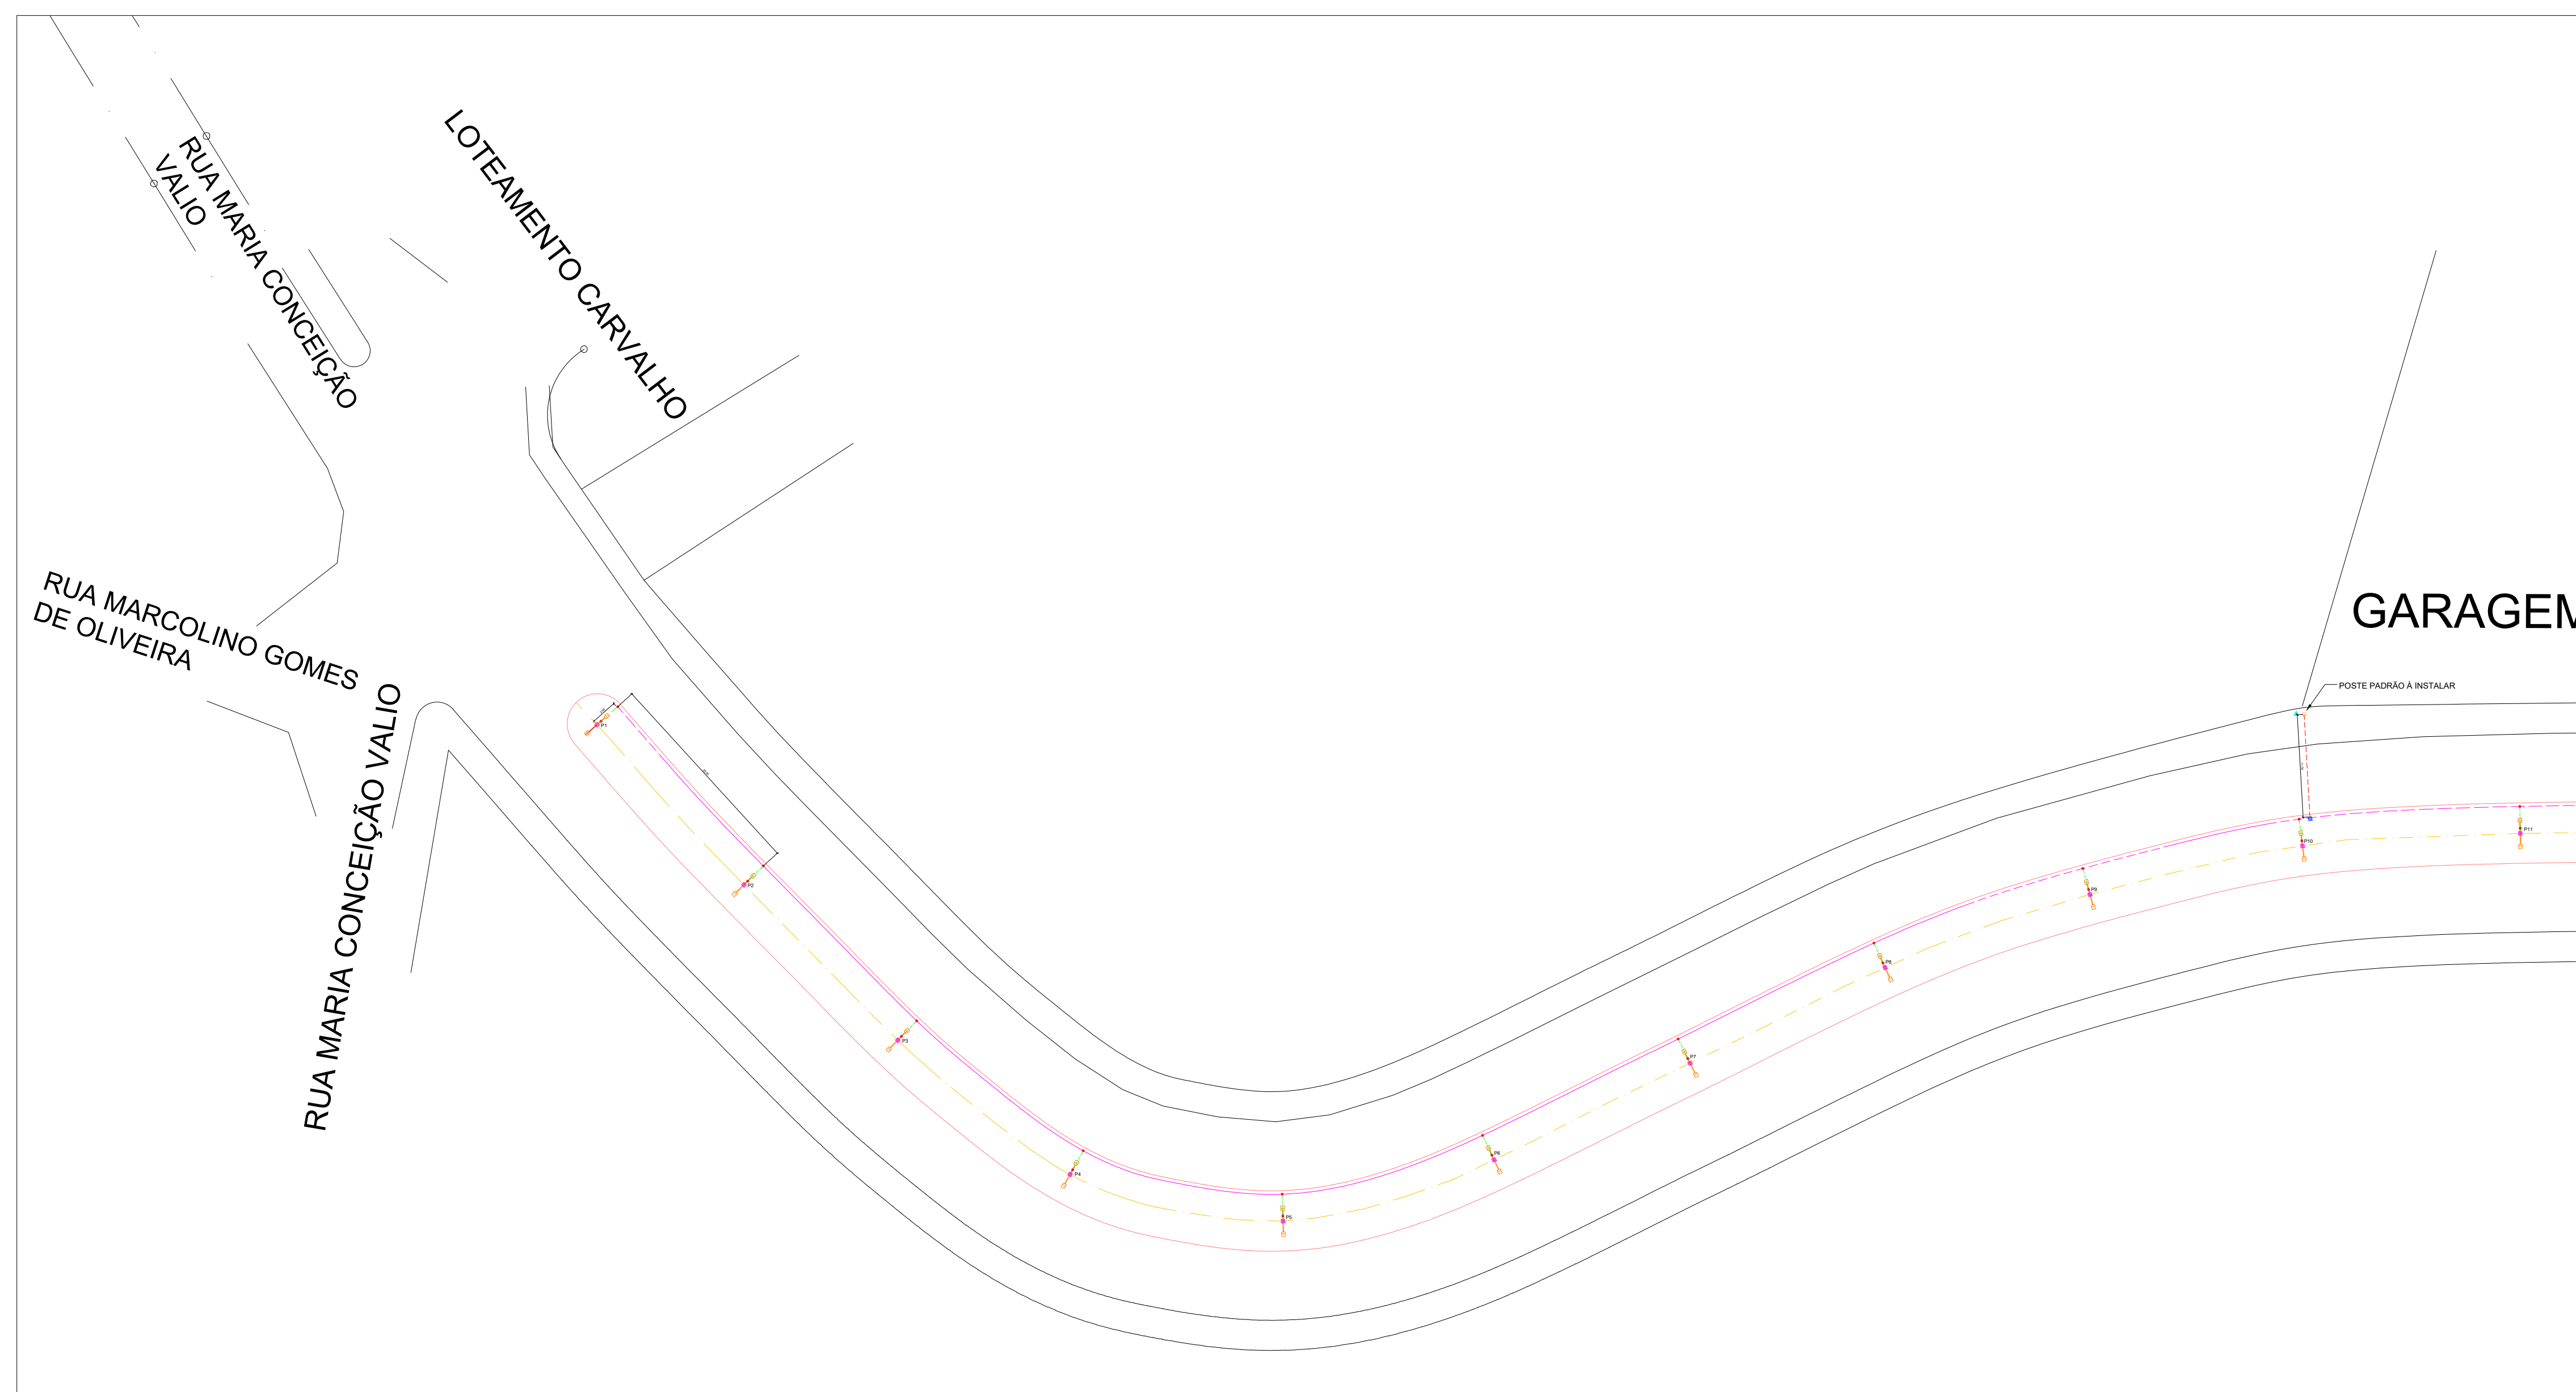 RUA MARIA CONCEIÇÃO
VALIO
LOTEAMENTO CARVALHO
RUA MARCOLINO GOMES
DE OLIVEIRA
RUA MARIA CONCEIÇÃO VALIO
GARAGEM
POSTE PADRÃO À INSTALAR
P1
P2
P3
P4
P5
P6
P7
P8
P9
P10
P11